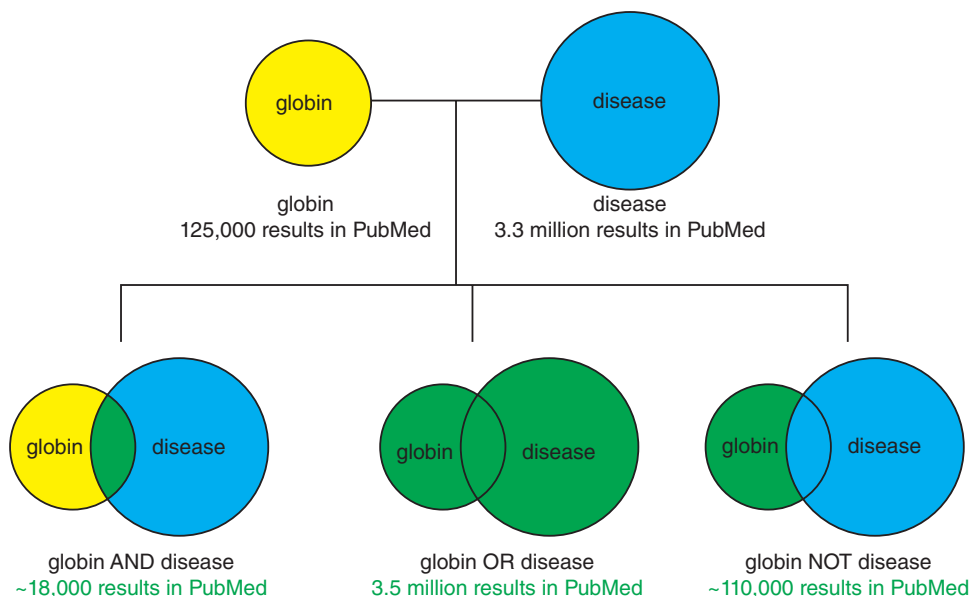 globin
disease
globin
125,000 results in PubMed
disease
3.3 million results in PubMed
globin
disease
globin AND disease
~18,000 results in PubMed
globin
disease
globin OR disease
3.5 million results in PubMed
globin
disease
globin NOT disease
~110,000 results in PubMed